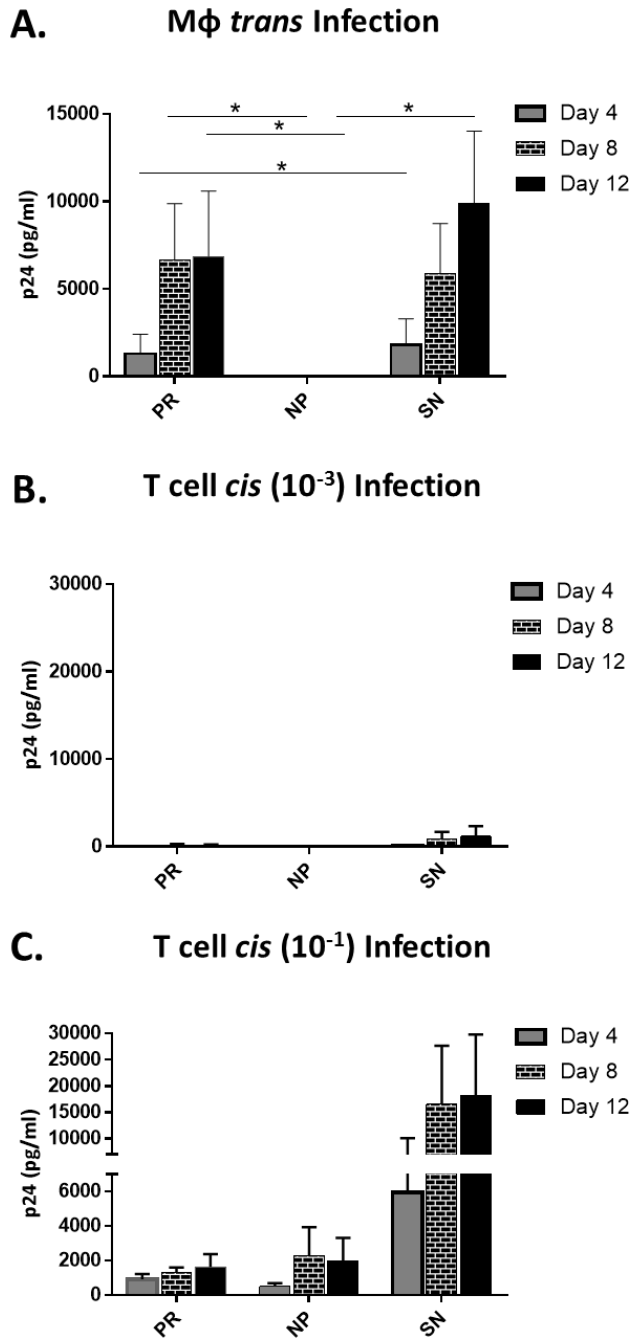 A.
Mϕ trans Infection
15000
10000
5000
0
p24 (pg/ml)
*
*
*
*
PR
NP
SN
Day 4
Day 8
Day 12
B.
T cell cis (10⁻³) Infection
30000
20000
10000
0
p24 (pg/ml)
PR
NP
SN
Day 4
Day 8
Day 12
C.
T cell cis (10⁻¹) Infection
30000
25000
20000
15000
10000
6000
4000
2000
0
p24 (pg/ml)
PR
NP
SN
Day 4
Day 8
Day 12